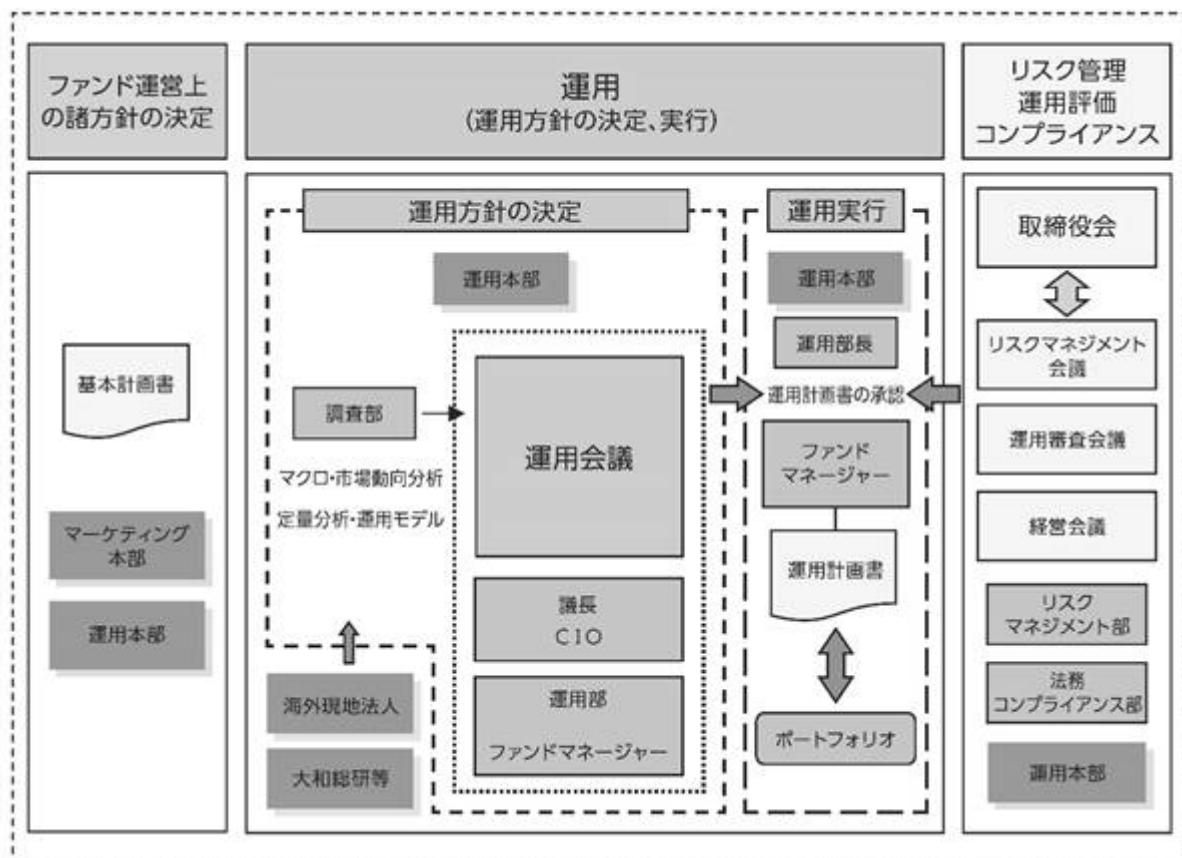 ファンド運営上
の諸方針の決定
運用
(運用方針の決定、実行)
リスク管理
運用評価
コンプライアンス
基本計画書
マーケティング
本部
運用本部
運用方針の決定
運用本部
調査部
マクロ・市場動向分析
定量分析・運用モデル
運用会議
議長
CIO
運用部
ファンドマネージャー
海外現地法人
大和総研等
運用実行
運用本部
運用部長
運用計画書の承認
ファンド
マネージャー
運用計画書
ポートフォリオ
取締役会
リスクマネジメント
会議
運用審査会議
経営会議
リスク
マネジメント部
法務
コンプライアンス部
運用本部